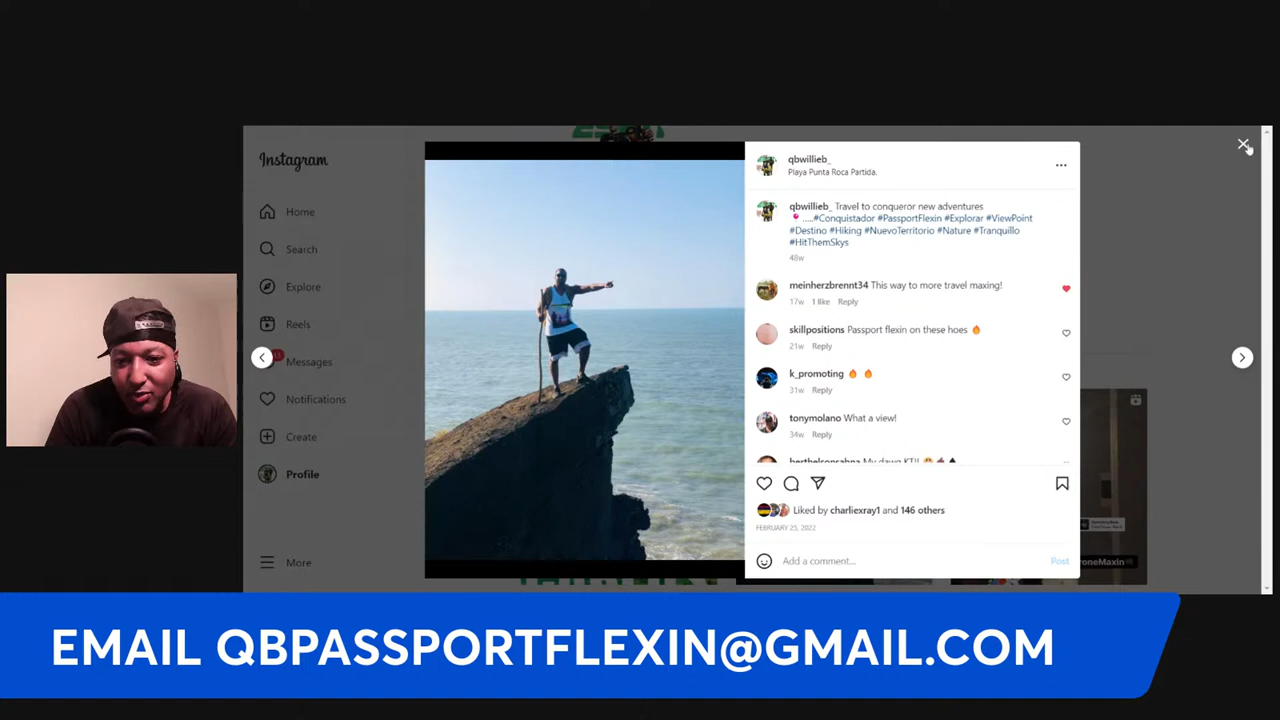 Instagram
Home
Search
Explore
Reels
Messages
Notifications
Create
Profile
More
qbwillieb_
Playa Punta Roca Partida.
qbwillieb_ Travel to conqueror new adventures
📍.....#Conquistador #PassportFlexin #Explorar #ViewPoint
#Destino #Hiking #NuevoTerritorio #Nature #Tranquillo
#HitThemSkys
48w
meinherzbrennt34 This way to more travel maxing!
17w 1 like Reply
skillpositions Passport flexin on these hoes 🔥
21w Reply
k_promoting 🔥 🔥
31w Reply
tonymolano What a view!
34w Reply
Liked by charliexray1 and 146 others
FEBRUARY 25, 2022
Add a comment... Post
EMAIL QBPASSPORTFLEXIN@GMAIL.COM